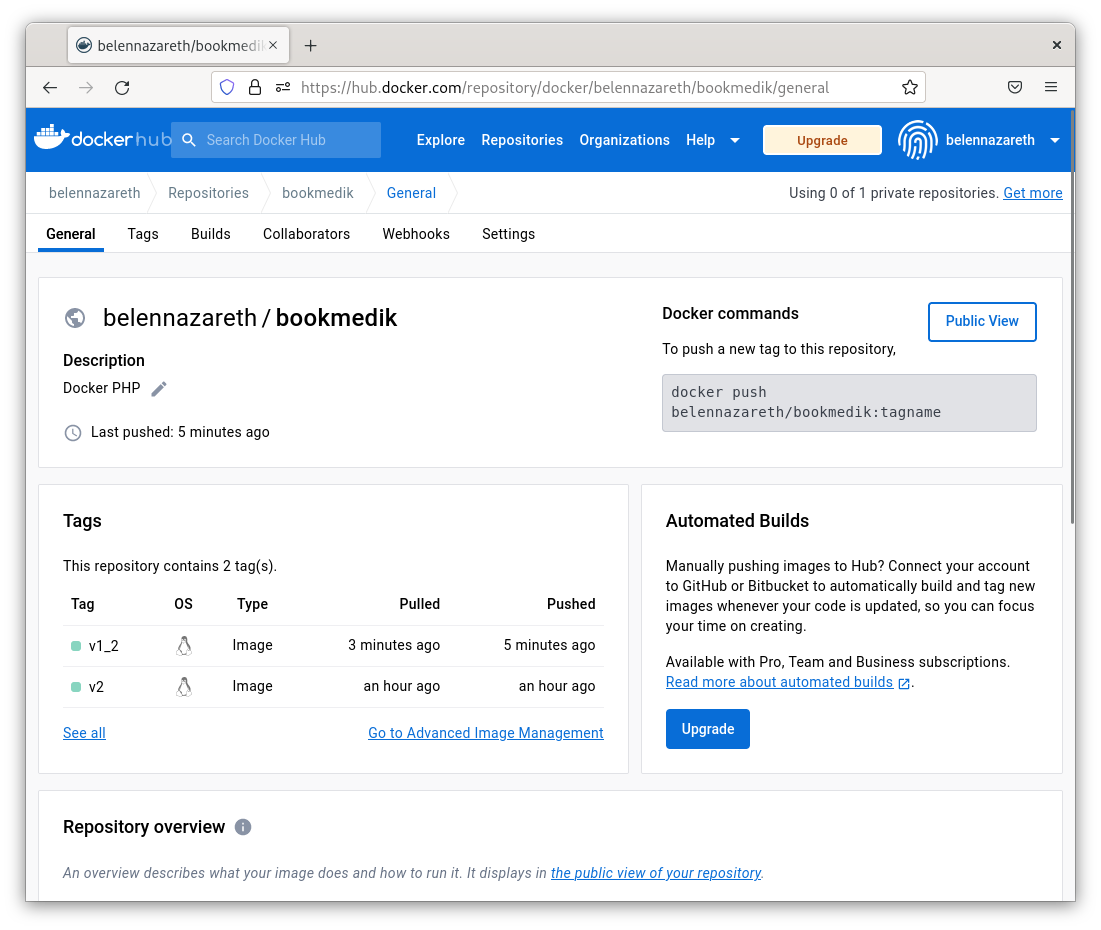 belennazareth/bookmedik
https://hub.docker.com/repository/docker/belennazareth/bookmedik/general
dockerhub Search Docker Hub Explore Repositories Organizations Help Upgrade belennazareth
belennazareth Repositories bookmedik General Using 0 of 1 private repositories. Get more
General Tags Builds Collaborators Webhooks Settings
belennazareth / bookmedik
Description
Docker PHP
Last pushed: 5 minutes ago
Docker commands
Public View
To push a new tag to this repository,
docker push
belennazareth/bookmedik:tagname
Tags
This repository contains 2 tag(s).
Tag OS Type Pulled Pushed
v1_2 Image 3 minutes ago 5 minutes ago
v2 Image an hour ago an hour ago
See all Go to Advanced Image Management
Automated Builds
Manually pushing images to Hub? Connect your account
to GitHub or Bitbucket to automatically build and tag new
images whenever your code is updated, so you can focus
your time on creating.
Available with Pro, Team and Business subscriptions.
Read more about automated builds .
Upgrade
Repository overview
An overview describes what your image does and how to run it. It displays in the public view of your repository.